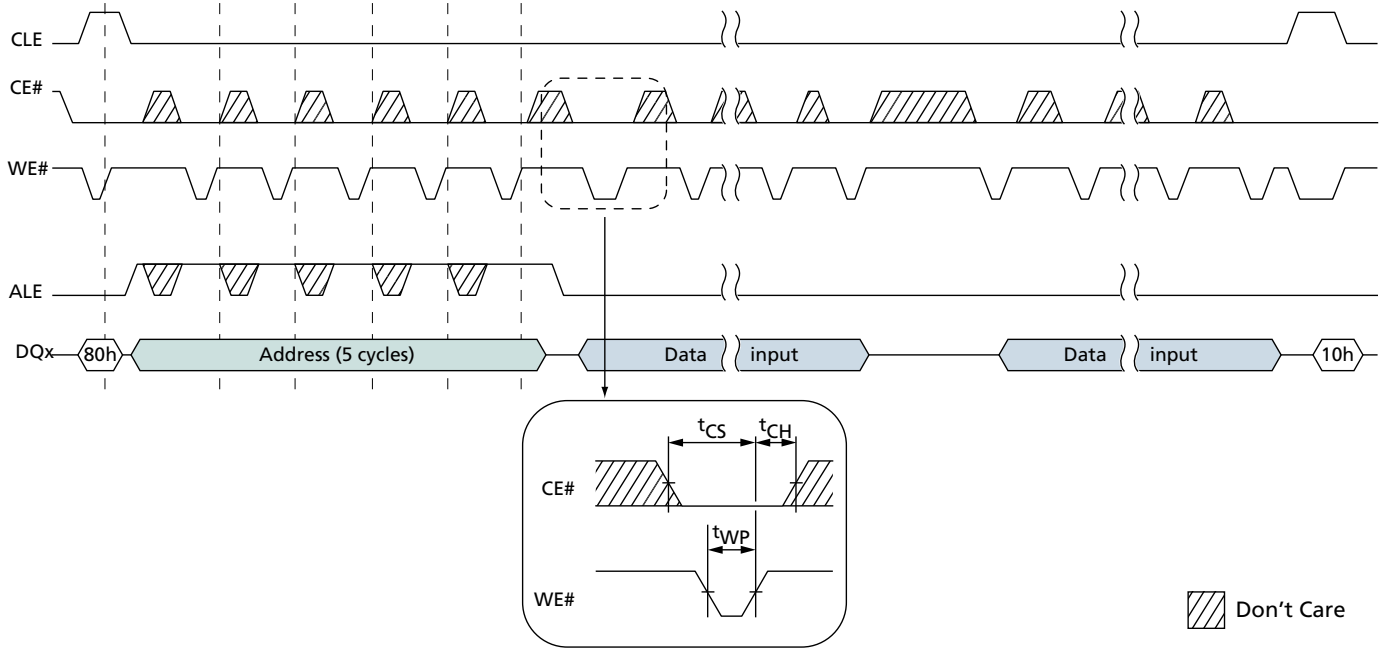 CLE
CE#
WE#
ALE
DQx
80h
Address (5 cycles)
Data input
Data input
10h
tCS
tCH
CE#
tWP
WE#
Don't Care